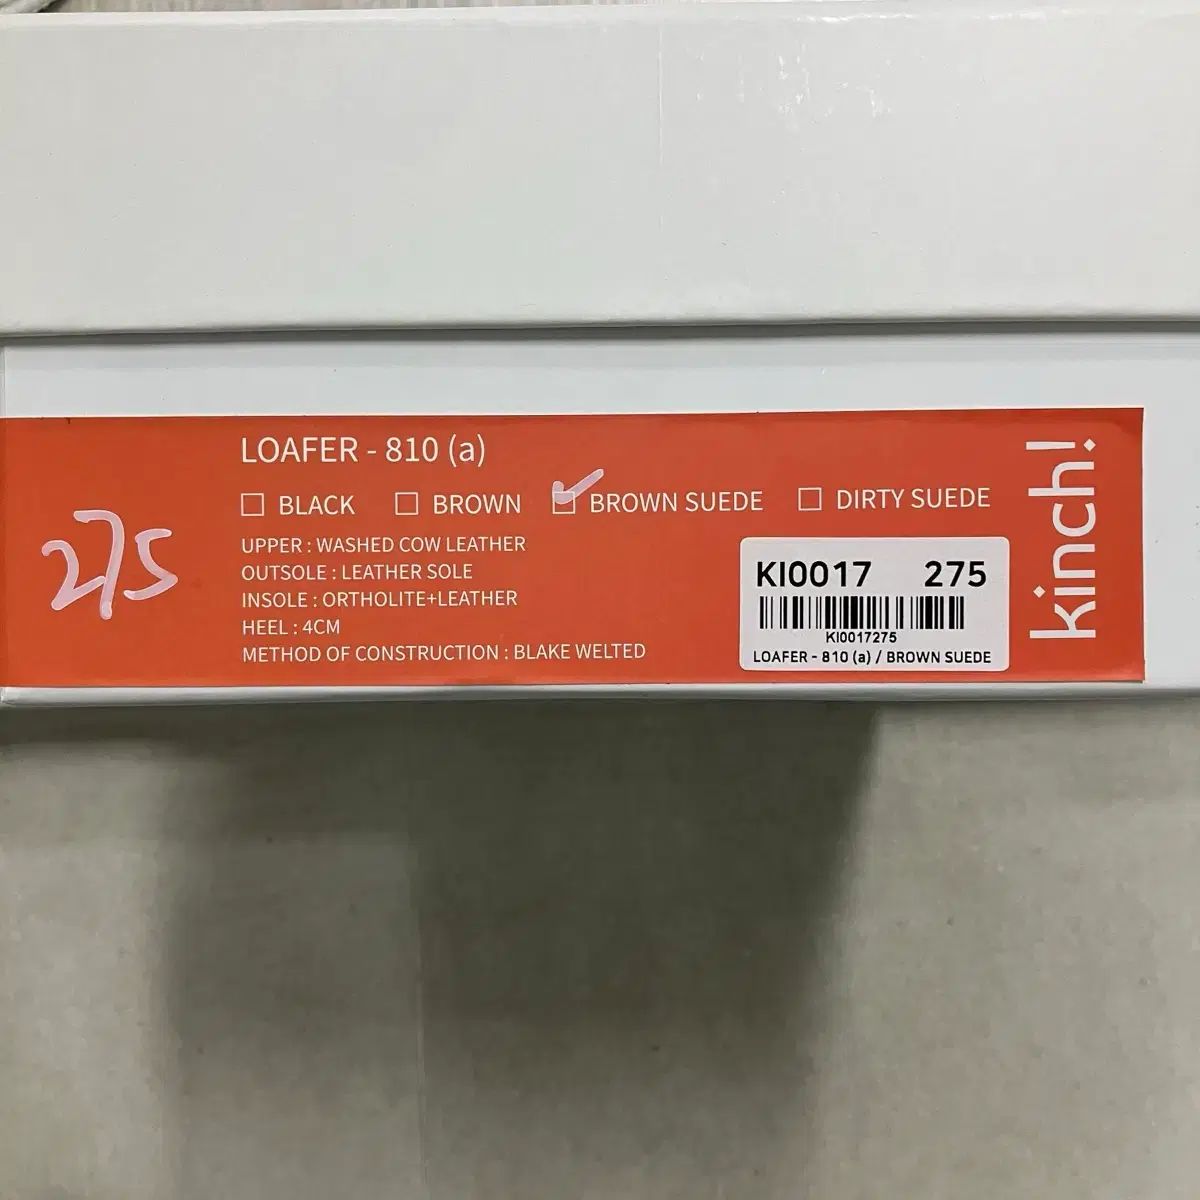 LOAFER - 810 (a)
BLACK BROWN BROWN SUEDE DIRTY SUEDE
UPPER : WASHED COW LEATHER
OUTSOLE : LEATHER SOLE
INSOLE : ORTHOLITE+LEATHER
HEEL : 4CM
METHOD OF CONSTRUCTION : BLAKE WELTED
275
KI0017 275
KI0017275
LOAFER - 810 (a) / BROWN SUEDE
kinch!